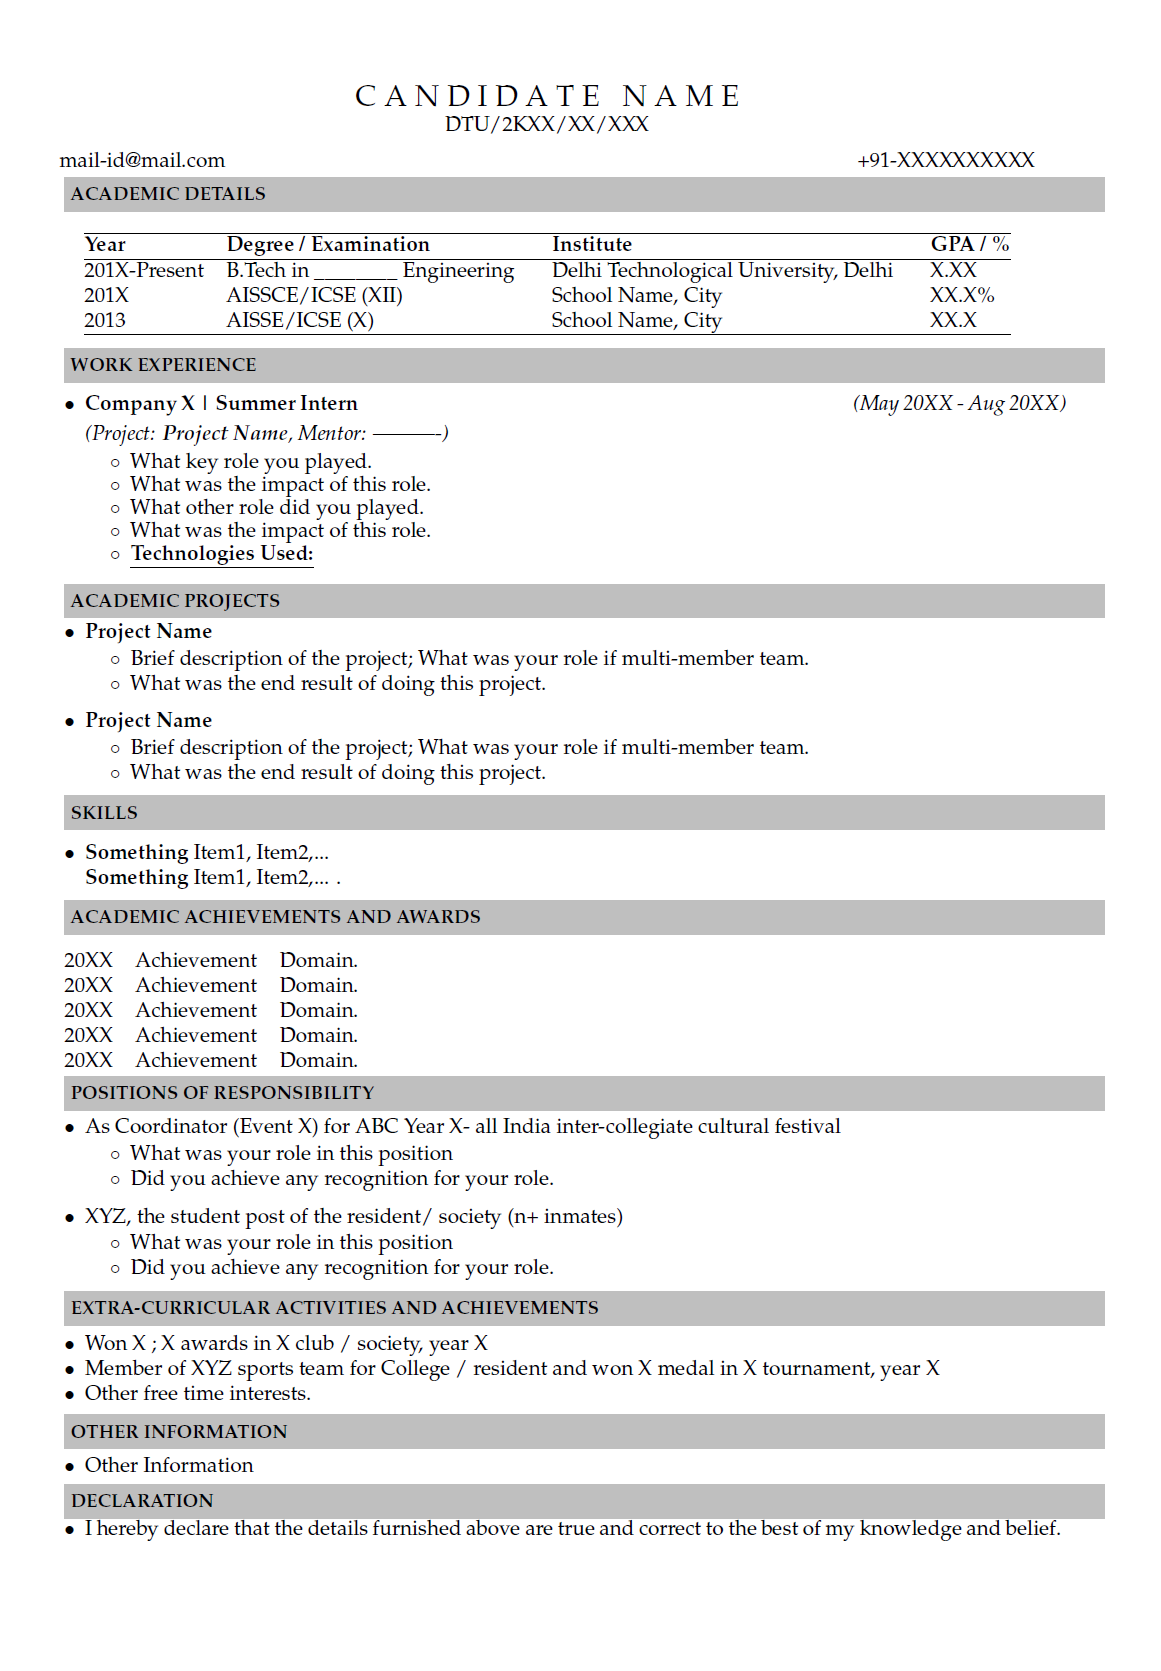 CANDIDATE NAME
DTU/2KXX/XX/XXX
mail-id@mail.com +91-XXXXXXXXXX
ACADEMIC DETAILS
Year Degree / Examination Institute GPA / %
201X-Present B.Tech in ________ Engineering Delhi Technological University, Delhi X.XX
201X AISSCE/ICSE (XII) School Name, City XX.X%
2013 AISSE/ICSE (X) School Name, City XX.X
WORK EXPERIENCE
• Company X | Summer Intern (May 20XX - Aug 20XX)
(Project: Project Name, Mentor: ———-)
○ What key role you played.
○ What was the impact of this role.
○ What other role did you played.
○ What was the impact of this role.
○ Technologies Used:
ACADEMIC PROJECTS
• Project Name
○ Brief description of the project; What was your role if multi-member team.
○ What was the end result of doing this project.
• Project Name
○ Brief description of the project; What was your role if multi-member team.
○ What was the end result of doing this project.
SKILLS
• Something Item1, Item2,...
Something Item1, Item2,... .
ACADEMIC ACHIEVEMENTS AND AWARDS
20XX Achievement Domain.
20XX Achievement Domain.
20XX Achievement Domain.
20XX Achievement Domain.
20XX Achievement Domain.
POSITIONS OF RESPONSIBILITY
• As Coordinator (Event X) for ABC Year X- all India inter-collegiate cultural festival
○ What was your role in this position
○ Did you achieve any recognition for your role.
• XYZ, the student post of the resident/ society (n+ inmates)
○ What was your role in this position
○ Did you achieve any recognition for your role.
EXTRA-CURRICULAR ACTIVITIES AND ACHIEVEMENTS
• Won X ; X awards in X club / society, year X
• Member of XYZ sports team for College / resident and won X medal in X tournament, year X
• Other free time interests.
OTHER INFORMATION
• Other Information
DECLARATION
• I hereby declare that the details furnished above are true and correct to the best of my knowledge and belief.